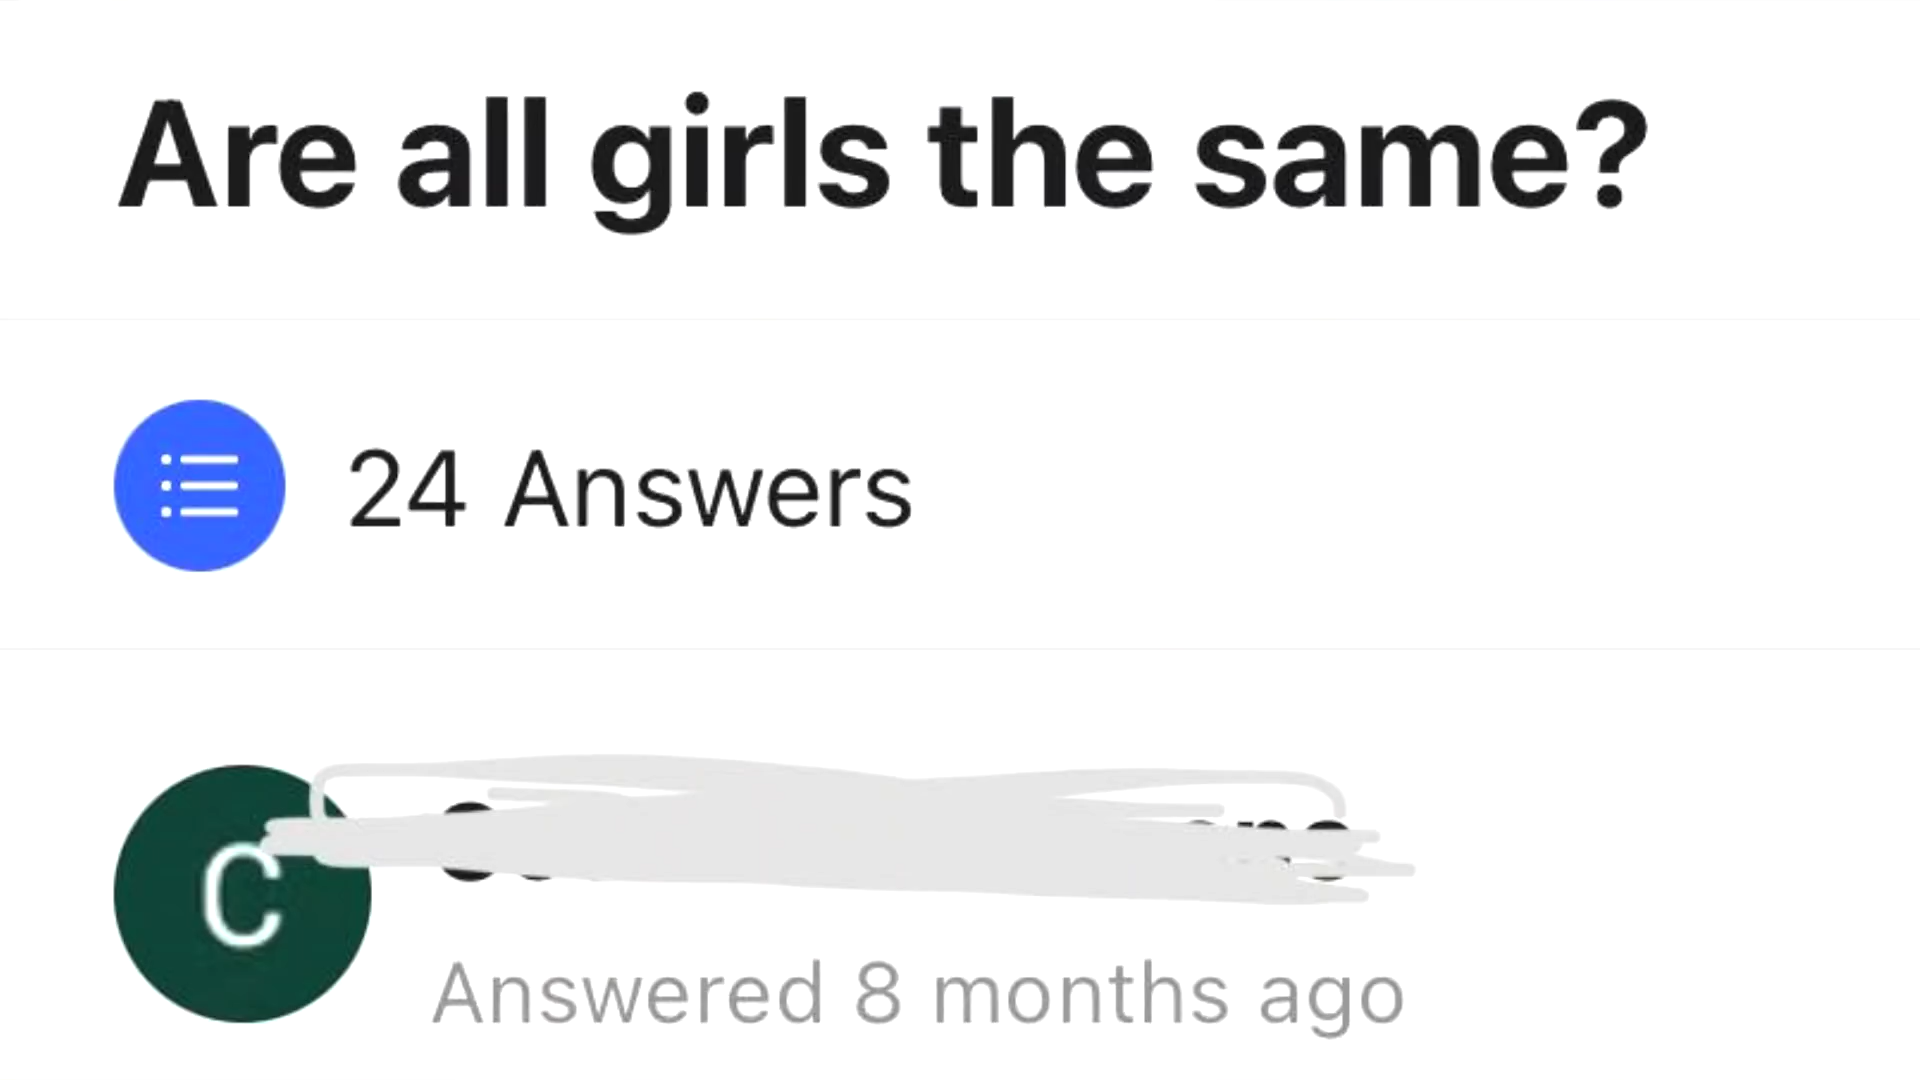 Are all girls the same?
24 Answers
C
Answered 8 months ago